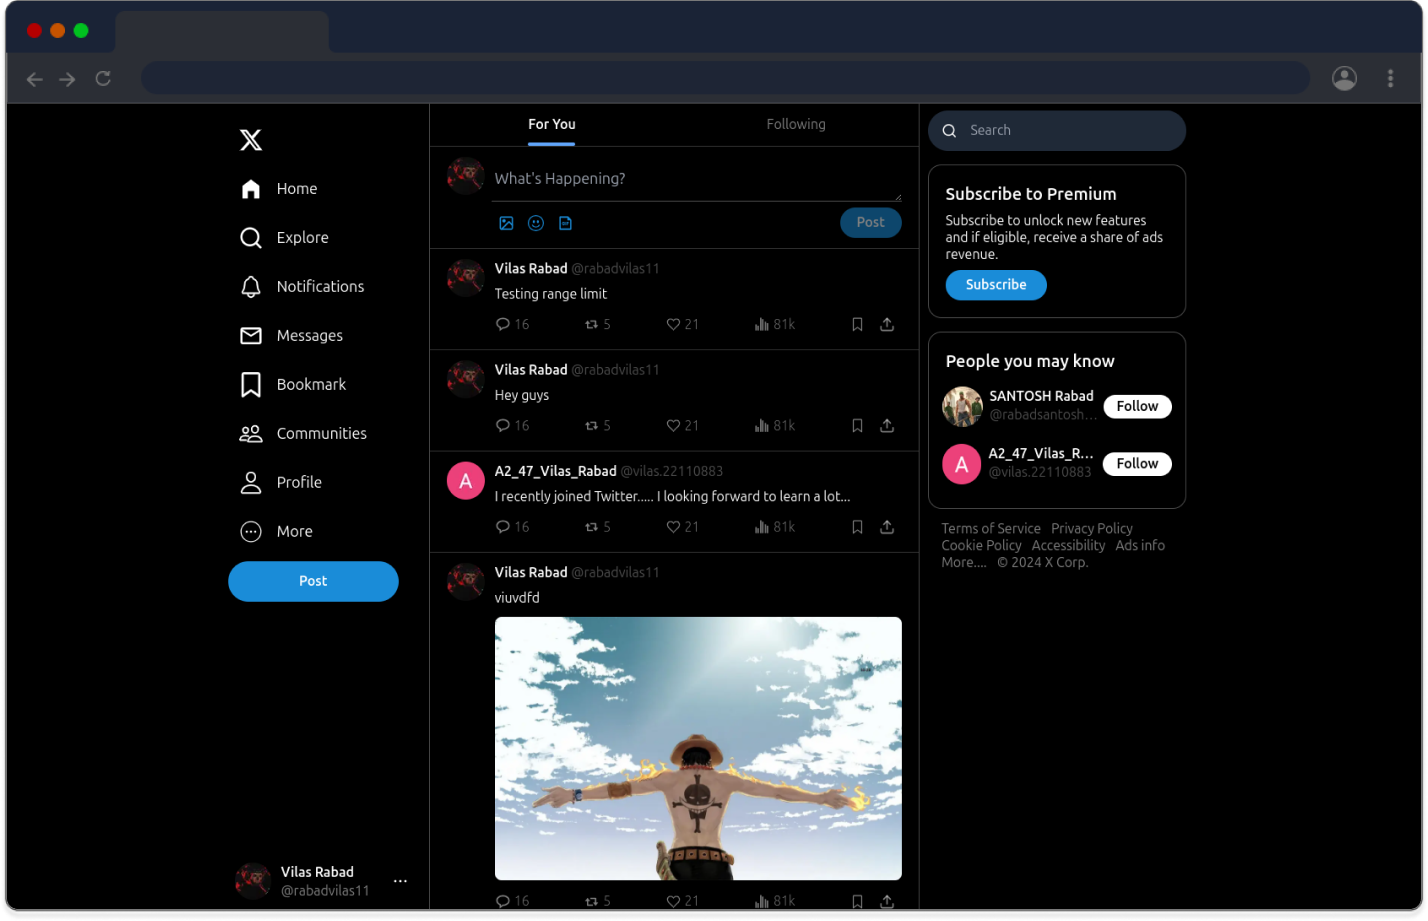 For You
Following
Search
Home
Explore
Notifications
Messages
Bookmark
Communities
Profile
More
Post
Vilas Rabad
@rabadvilas11
What's Happening?
Post
Vilas Rabad @rabadvilas11
Testing range limit
16 5 21 81k
Vilas Rabad @rabadvilas11
Hey guys
16 5 21 81k
A
A2_47_Vilas_Rabad @vilas.22110883
I recently joined Twitter..... I looking forward to learn a lot...
16 5 21 81k
Vilas Rabad @rabadvilas11
viuvdfd
16 5 21 81k
Subscribe to Premium
Subscribe to unlock new features
and if eligible, receive a share of ads
revenue.
Subscribe
People you may know
SANTOSH Rabad
@rabadsantosh...
Follow
A
A2_47_Vilas_R...
@vilas.22110883
Follow
Terms of Service Privacy Policy
Cookie Policy Accessibility Ads info
More.... © 2024 X Corp.